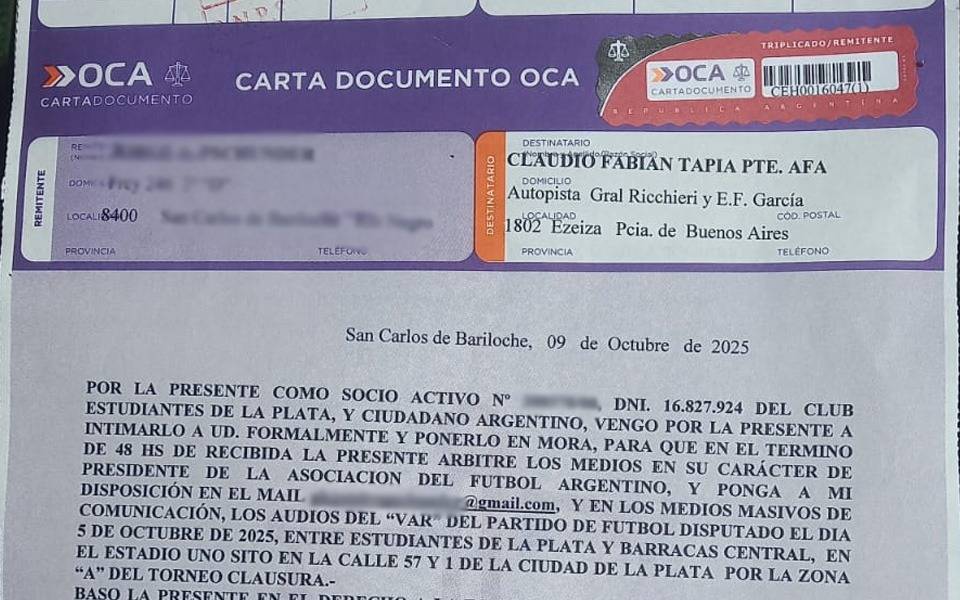 OCA
CARTADOCUMENTO
CARTA DOCUMENTO OCA
TRIPLICADO/REMITENTE
OCA
CARTADOCUMENTO
CEH0016047(1)
REPUBLICA ARGENTINA
REMITENTE
8400
PROVINCIA
TELÉFONO
DESTINATARIO
DESTINATARIO
CLAUDIO FABIAN TAPIA PTE. AFA
DOMICILIO
Autopista Gral Ricchieri y E.F. García
LOCALIDAD
CÓD. POSTAL
1802 Ezeiza Pcia. de Buenos Aires
PROVINCIA
TELÉFONO
San Carlos de Bariloche, 09 de Octubre de 2025
POR LA PRESENTE COMO SOCIO ACTIVO Nº , DNI. 16.827.924 DEL CLUB
ESTUDIANTES DE LA PLATA, Y CIUDADANO ARGENTINO, VENGO POR LA PRESENTE A
INTIMARLO A UD. FORMALMENTE Y PONERLO EN MORA, PARA QUE EN EL TERMINO
DE 48 HS DE RECIBIDA LA PRESENTE ARBITRE LOS MEDIOS EN SU CARÁCTER DE
PRESIDENTE DE LA ASOCIACION DEL FUTBOL ARGENTINO, Y PONGA A MI
DISPOSICIÓN EN EL MAIL @gmail.com, Y EN LOS MEDIOS MASIVOS DE
COMUNICACIÓN, LOS AUDIOS DEL “VAR” DEL PARTIDO DE FUTBOL DISPUTADO EL DIA
5 DE OCTUBRE DE 2025, ENTRE ESTUDIANTES DE LA PLATA Y BARRACAS CENTRAL, EN
EL ESTADIO UNO SITO EN LA CALLE 57 Y 1 DE LA CIUDAD DE LA PLATA POR LA ZONA
“A” DEL TORNEO CLAUSURA.-
BASO LA PRESENTE EN EL DERECHO A